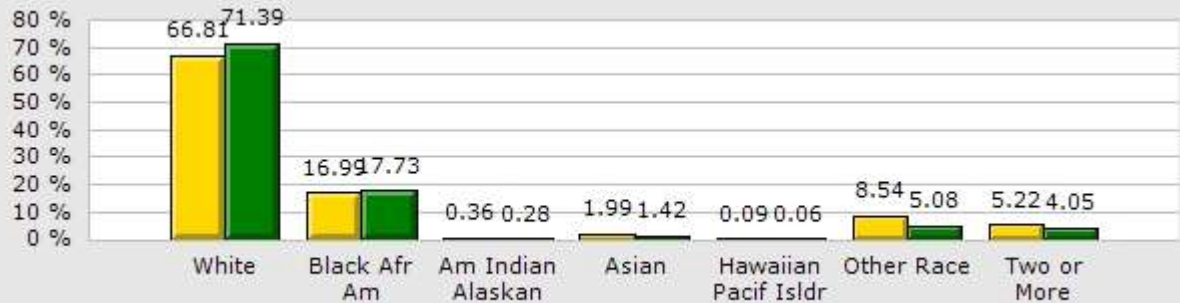 80 %
70 %
60 %
50 %
40 %
30 %
20 %
10 %
0 %
66.81 71.39
16.99 17.73
0.36 0.28
1.99 1.42
0.09 0.06
8.54 5.08
5.22 4.05
White
Black Afr
Am
Am Indian
Alaskan
Asian
Hawaiian
Pacif Isldr
Other Race
Two or
More